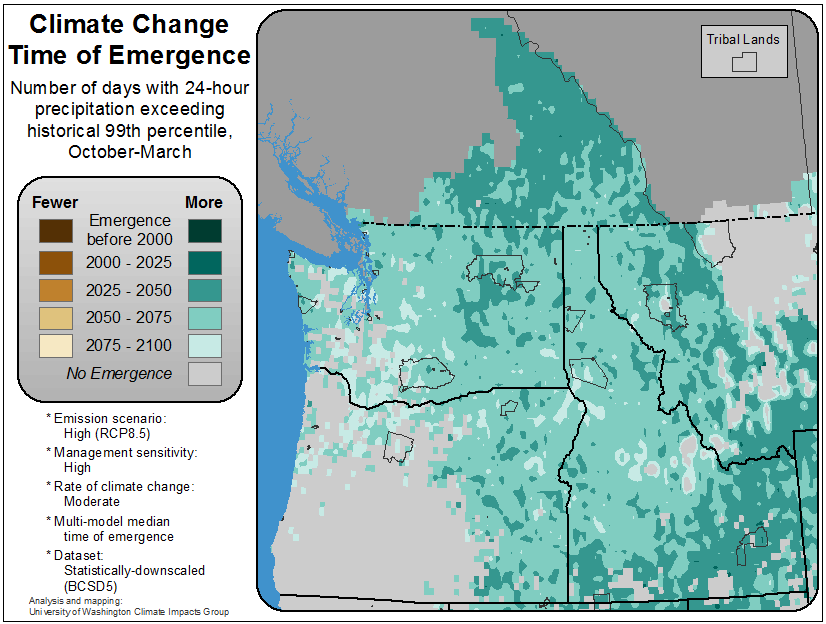 Climate Change
Time of Emergence
Number of days with 24-hour
precipitation exceeding
historical 99th percentile,
October-March
Fewer More
Emergence
before 2000
2000 - 2025
2025 - 2050
2050 - 2075
2075 - 2100
No Emergence
* Emission scenario:
High (RCP8.5)
* Management sensitivity:
High
* Rate of climate change:
Moderate
* Multi-model median
time of emergence
* Dataset:
Statistically-downscaled
(BCSD5)
Analysis and mapping:
University of Washington Climate Impacts Group
Tribal Lands